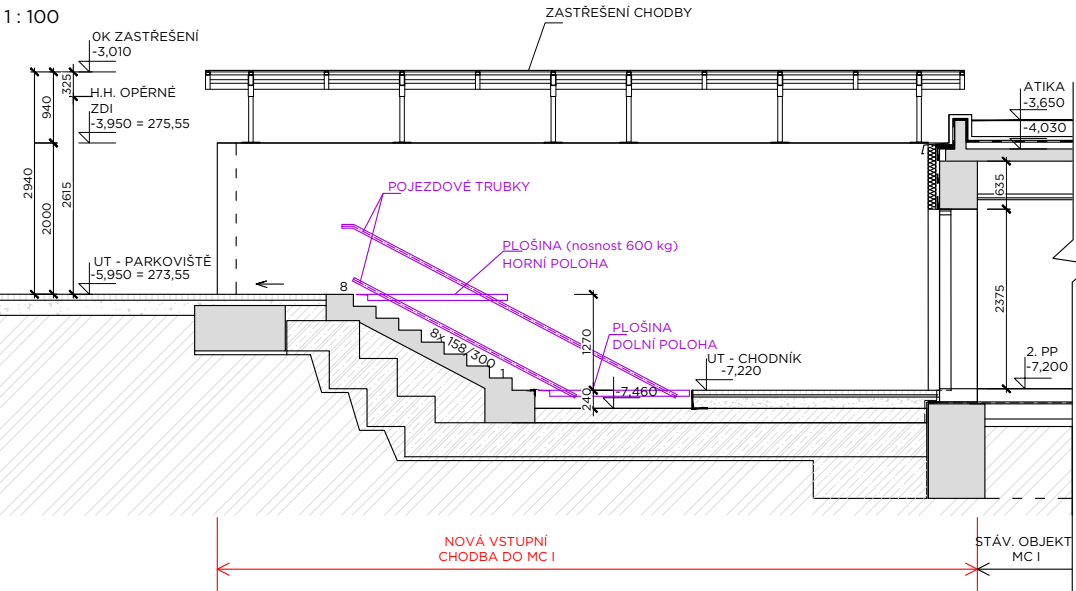 1 : 100
ZASTŘEŠENÍ CHODBY
0K ZASTŘEŠENÍ
-3,010
325
940
H.H. OPĚRNÉ
ZDI
-3,950 = 275,55
ATIKA
-3,650
-4,030
2940
2000
2615
635
POJEZDOVÉ TRUBKY
PLOŠINA (nosnost 600 kg)
HORNÍ POLOHA
UT - PARKOVIŠTĚ
-5,950 = 273,55
8
8x 158/300
1
1270
240
2375
PLOŠINA
DOLNÍ POLOHA
UT - CHODNÍK
-7,220
-7,460
2. PP
-7,200
NOVÁ VSTUPNÍ
CHODBA DO MC I
STÁV. OBJEKT
MC I